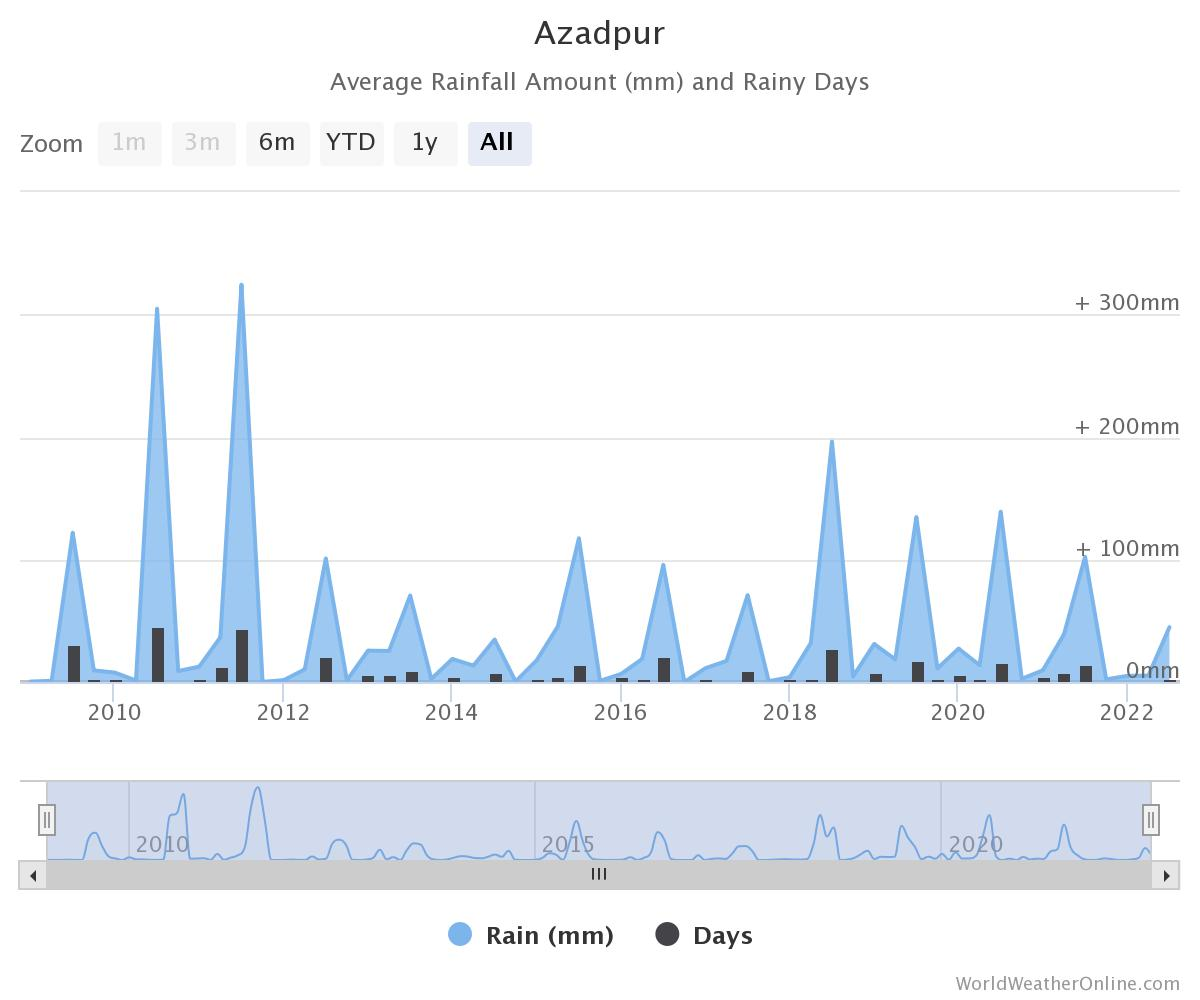 Azadpur
Average Rainfall Amount (mm) and Rainy Days
Zoom 1m 3m 6m YTD 1y All
+ 300mm
+ 200mm
+ 100mm
0mm
2010 2012 2014 2016 2018 2020 2022
2010 2015 2020
Rain (mm) Days
WorldWeatherOnline.com